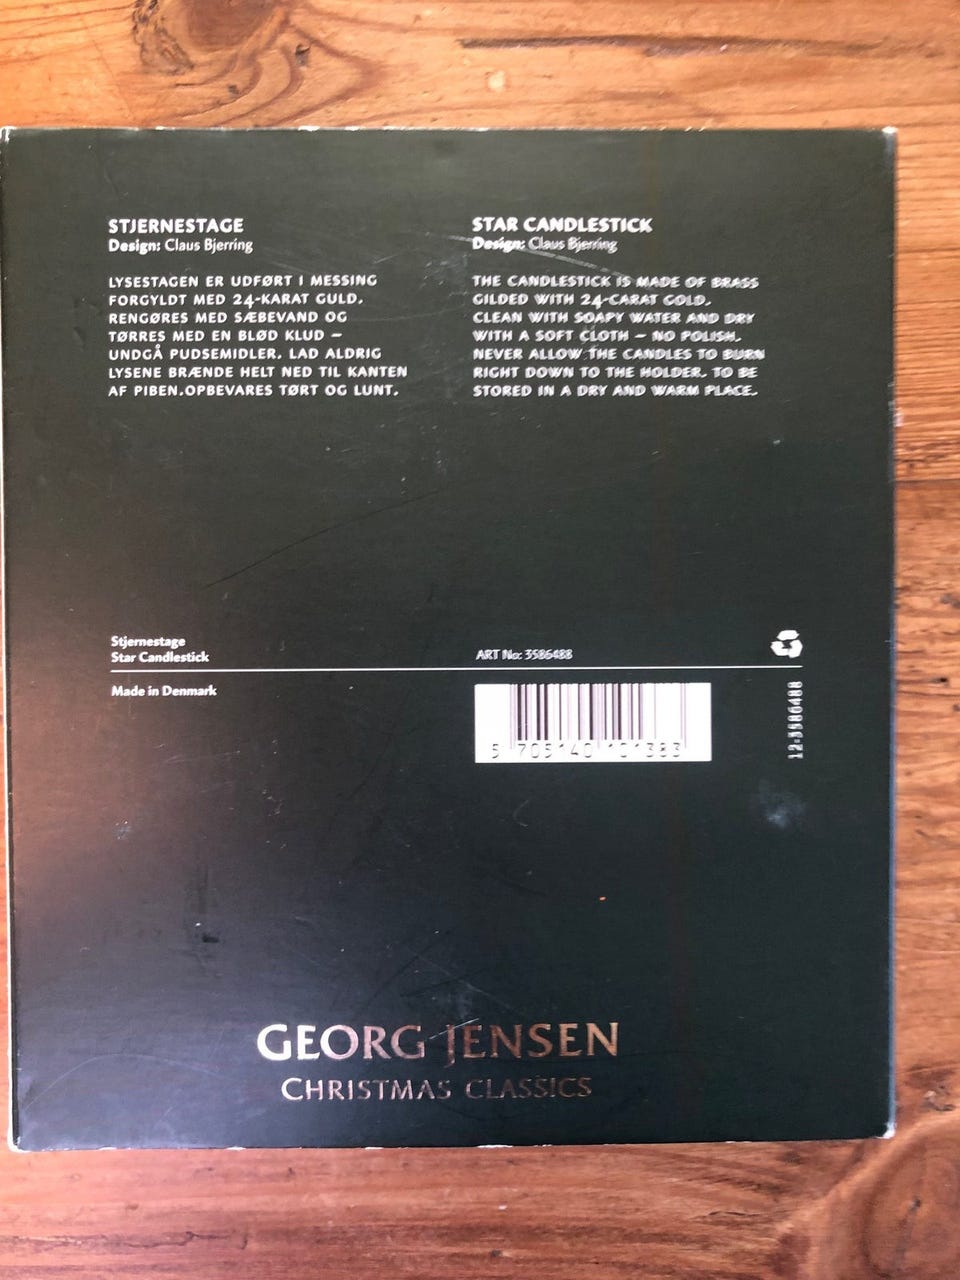 STJERNESTAGE
Design: Claus Bjerring
LYSESTAGEN ER UDFØRT I MESSING
FORGYLDT MED 24-KARAT GULD.
RENGØRES MED SÆBEVAND OG
TØRRES MED EN BLØD KLUD –
UNDGÅ PUDSEMIDLER. LAD ALDRIG
LYSENE BRÆNDE HELT NED TIL KANTEN
AF PIBEN.OPBEVARES TØRT OG LUNT.
STAR CANDLESTICK
Design: Claus Bjerring
THE CANDLESTICK IS MADE OF BRASS
GILDED WITH 24-CARAT GOLD.
CLEAN WITH SOAPY WATER AND DRY
WITH A SOFT CLOTH – NO POLISH.
NEVER ALLOW THE CANDLES TO BURN
RIGHT DOWN TO THE HOLDER. TO BE
STORED IN A DRY AND WARM PLACE.
Stjernestage
Star Candlestick
ART No: 3586488
Made in Denmark
5 705140 101383
12-3586488
GEORG JENSEN
CHRISTMAS CLASSICS